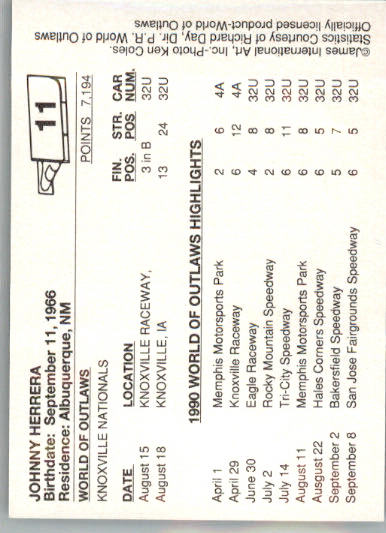 JOHNNY HERRERA
Birthdate: September 11, 1966
Residence: Albuquerque, NM
11
WORLD OF OUTLAWS POINTS 7,194
KNOXVILLE NATIONALS
FIN. STR. CAR
DATE LOCATION POS. POS. NUM.
August 15 KNOXVILLE RACEWAY, 3 in B 32U
August 18 KNOXVILLE, IA 13 24 32U
1990 WORLD OF OUTLAWS HIGHLIGHTS
April 1 Memphis Motorsports Park 2 6 4A
April 29 Knoxville Raceway 6 12 4A
June 30 Eagle Raceway 4 8 32U
July 2 Rocky Mountain Speedway 2 8 32U
July 14 Tri-City Speedway 6 11 32U
August 11 Memphis Motorsports Park 6 8 32U
Ausgust 22 Hales Corners Speedway 6 5 32U
September 2 Bakersfield Speedway 5 7 32U
September 8 San Jose Fairgrounds Speedway 6 5 32U
©James International Art, Inc.-Photo Ken Coles.
Statistics Courtesy of Richard Day, Dir. P.R. World of Outlaws
Officially licensed product-World of Outlaws